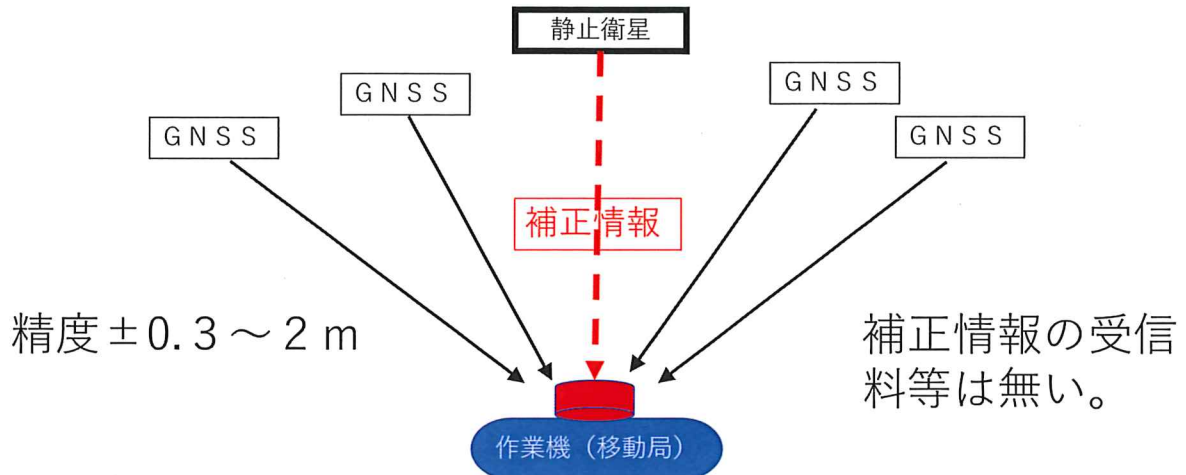 静止衛星
ＧＮＳＳ
ＧＮＳＳ
ＧＮＳＳ
ＧＮＳＳ
補正情報
精度±0.３～２ｍ
補正情報の受信
料等は無い。
作業機（移動局）